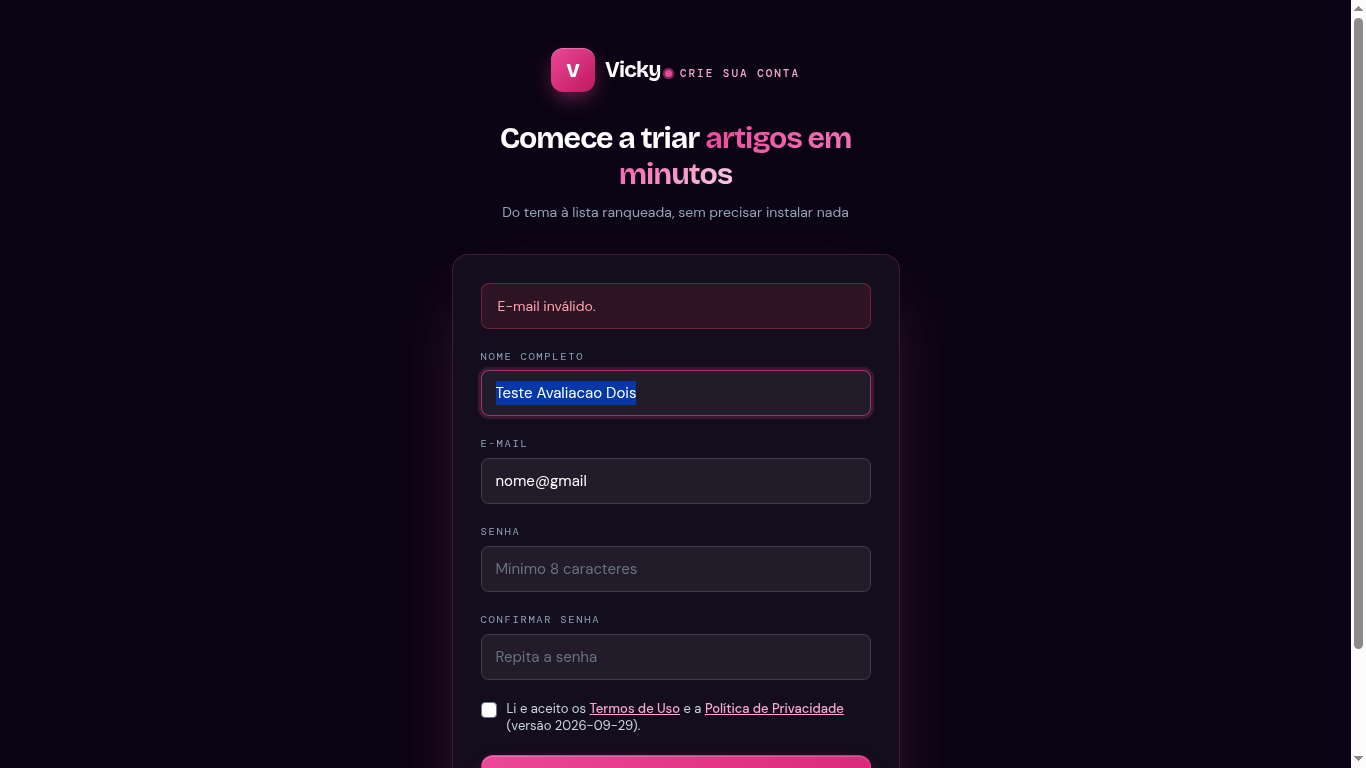 V
Vicky
CRIE SUA CONTA
Comece a triar artigos em
minutos
Do tema à lista ranqueada, sem precisar instalar nada
E-mail inválido.
NOME COMPLETO
Teste Avaliacao Dois
E-MAIL
nome@gmail
SENHA
Mínimo 8 caracteres
CONFIRMAR SENHA
Repita a senha
Li e aceito os Termos de Uso e a Política de Privacidade
(versão 2026-09-29).